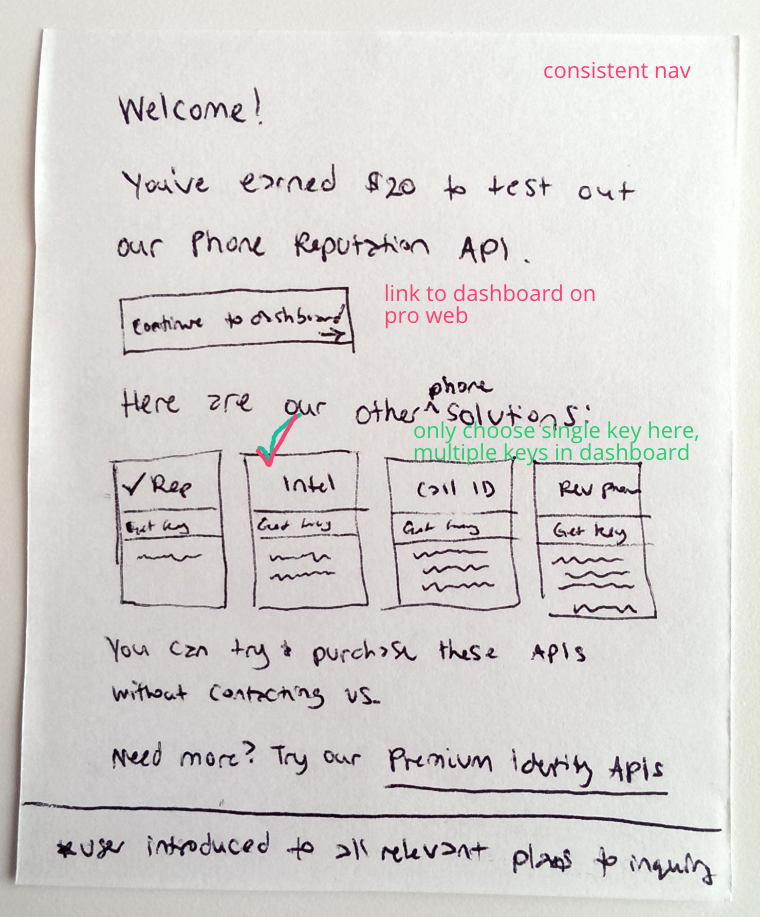 consistent nav
Welcome!
You've earned $20 to test out
our Phone Reputation API.
link to dashboard on
pro web
Continue to dashboard
→
phone
Here are our other ^ solutions:
only choose single key here,
multiple keys in dashboard
✓ Rep Intel Call ID Rev phone
Get key Get key Get key Get key
You can try & purchase these APIs
without contacting us.
Need more? Try our Premium Identity APIs
*user introduced to all relevant plans to inquiry